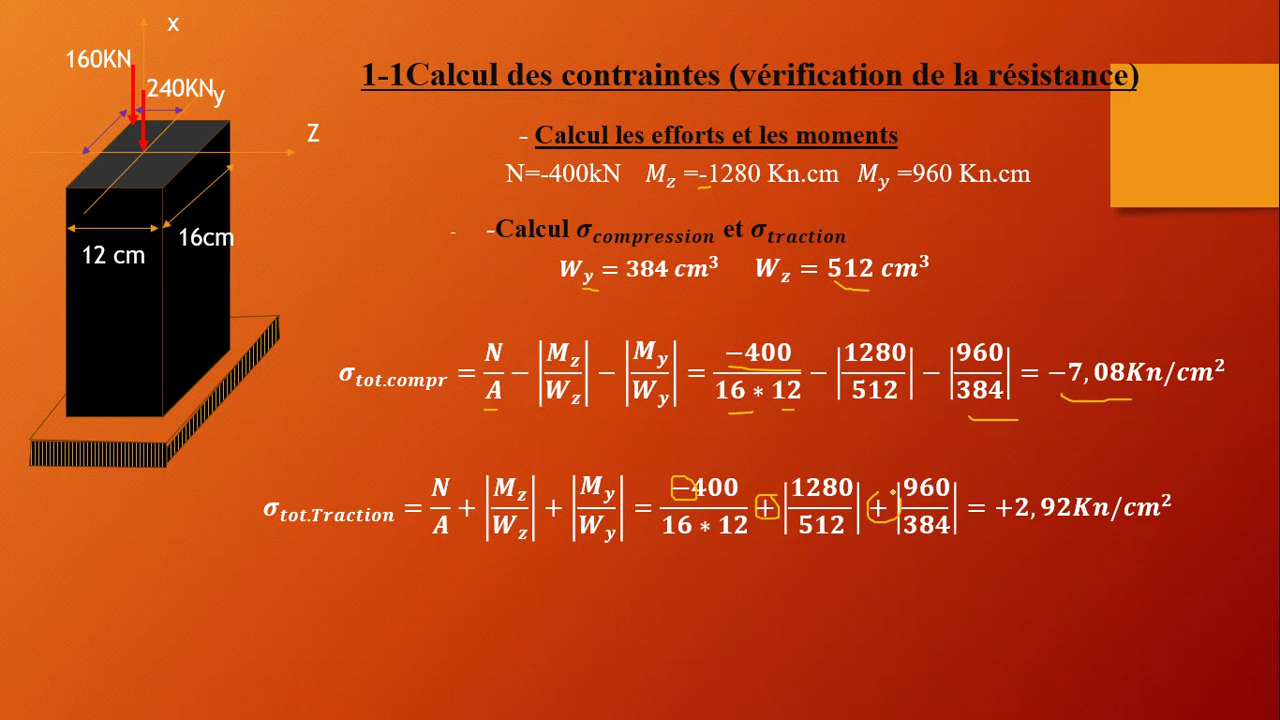 x
160KN
240KN
y
Z
12 cm
16cm
1-1Calcul des contraintes (vérification de la résistance)
- Calcul les efforts et les moments
N=-400kN M_z =-1280 Kn.cm M_y =960 Kn.cm
- -Calcul σ_compression et σ_traction
W_y = 384 cm³ W_z = 512 cm³
σ_tot.compr = N/A − |M_z/W_z| − |M_y/W_y| = −400/(16 ∗ 12) − |1280/512| − |960/384| = −7,08Kn/cm²
σ_tot.Traction = N/A + |M_z/W_z| + |M_y/W_y| = −400/(16 ∗ 12) + |1280/512| + |960/384| = +2,92Kn/cm²